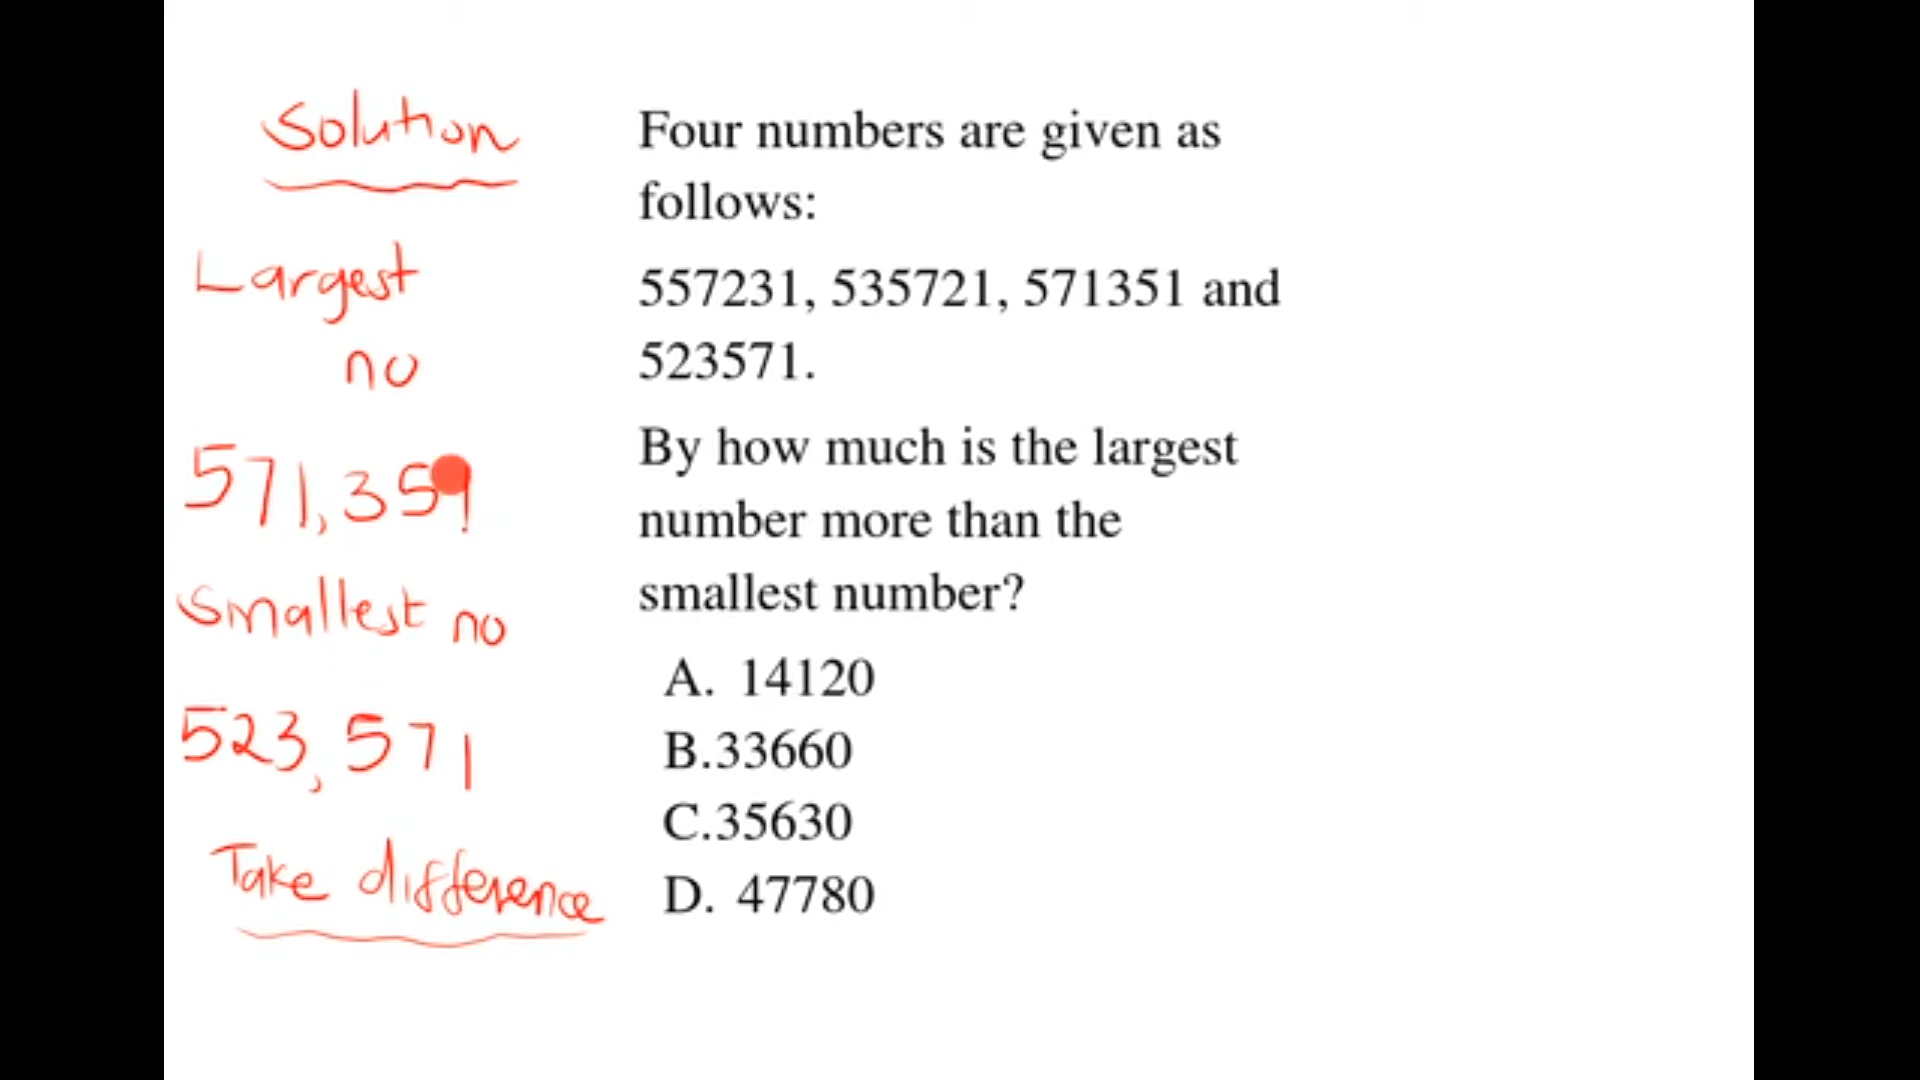 Solution
Largest
no
571,351
Smallest no
523,571
Take difference
Four numbers are given as
follows:
557231, 535721, 571351 and
523571.
By how much is the largest
number more than the
smallest number?
A. 14120
B.33660
C.35630
D. 47780